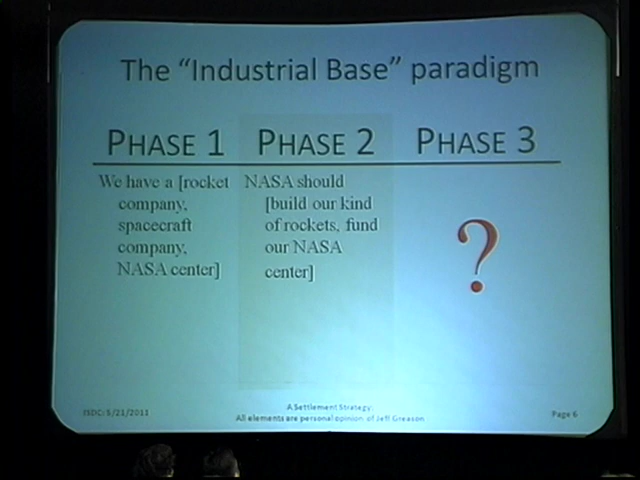 The “Industrial Base” paradigm
PHASE 1 PHASE 2 PHASE 3
We have a [rocket
company,
spacecraft
company,
NASA center]
NASA should
[build our kind
of rockets, fund
our NASA
center]
?
ISDC: 5/21/2011
A Settlement Strategy:
All elements are personal opinion of Jeff Greason
Page 6